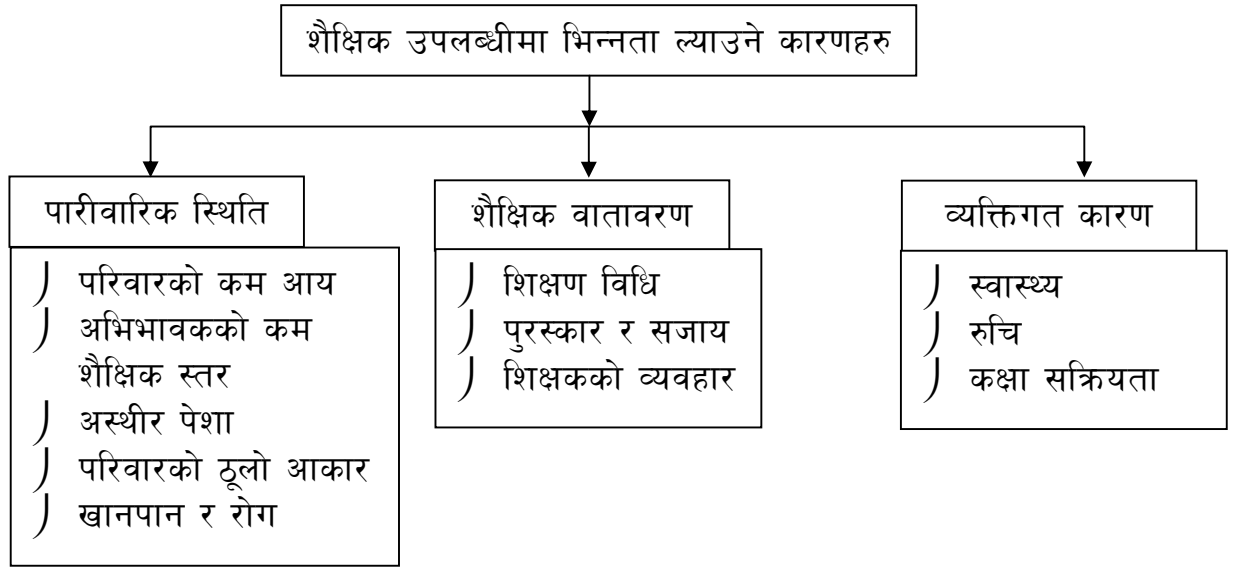 शैक्षिक उपलब्धीमा भिन्नता ल्याउने कारणहरु
पारीवारिक स्थिति
परिवारको कम आय
अभिभावकको कम
शैक्षिक स्तर
अस्थीर पेशा
परिवारको ठूलो आकार
खानपान र रोग
शैक्षिक वातावरण
शिक्षण विधि
पुरस्कार र सजाय
शिक्षकको व्यवहार
व्यक्तिगत कारण
स्वास्थ्य
रुचि
कक्षा सक्रियता